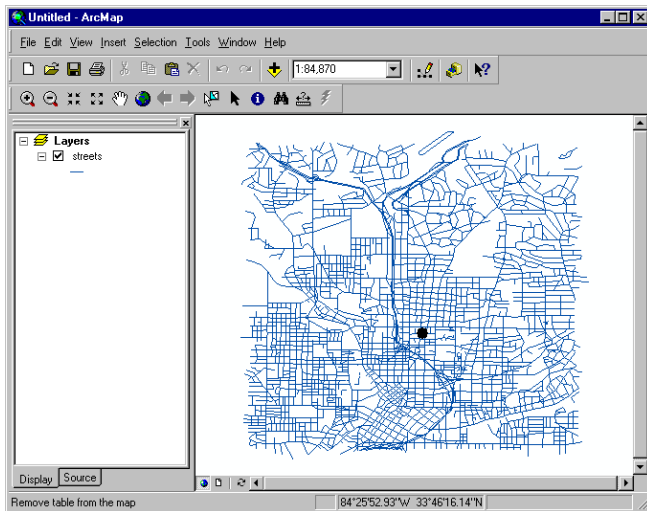 Untitled - ArcMap
File Edit View Insert Selection Tools Window Help
1:84,870
Layers
streets
Display Source
Remove table from the map
84°25'52.93"W 33°46'16.14"N